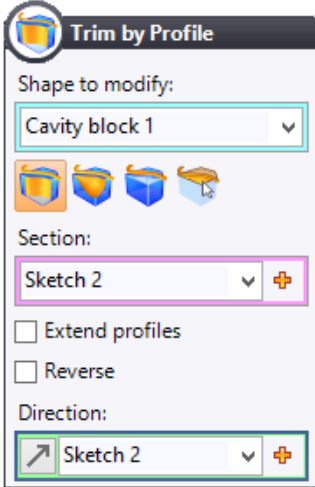 Trim by Profile
Shape to modify:
Cavity block 1
Section:
Sketch 2
Extend profiles
Reverse
Direction:
Sketch 2